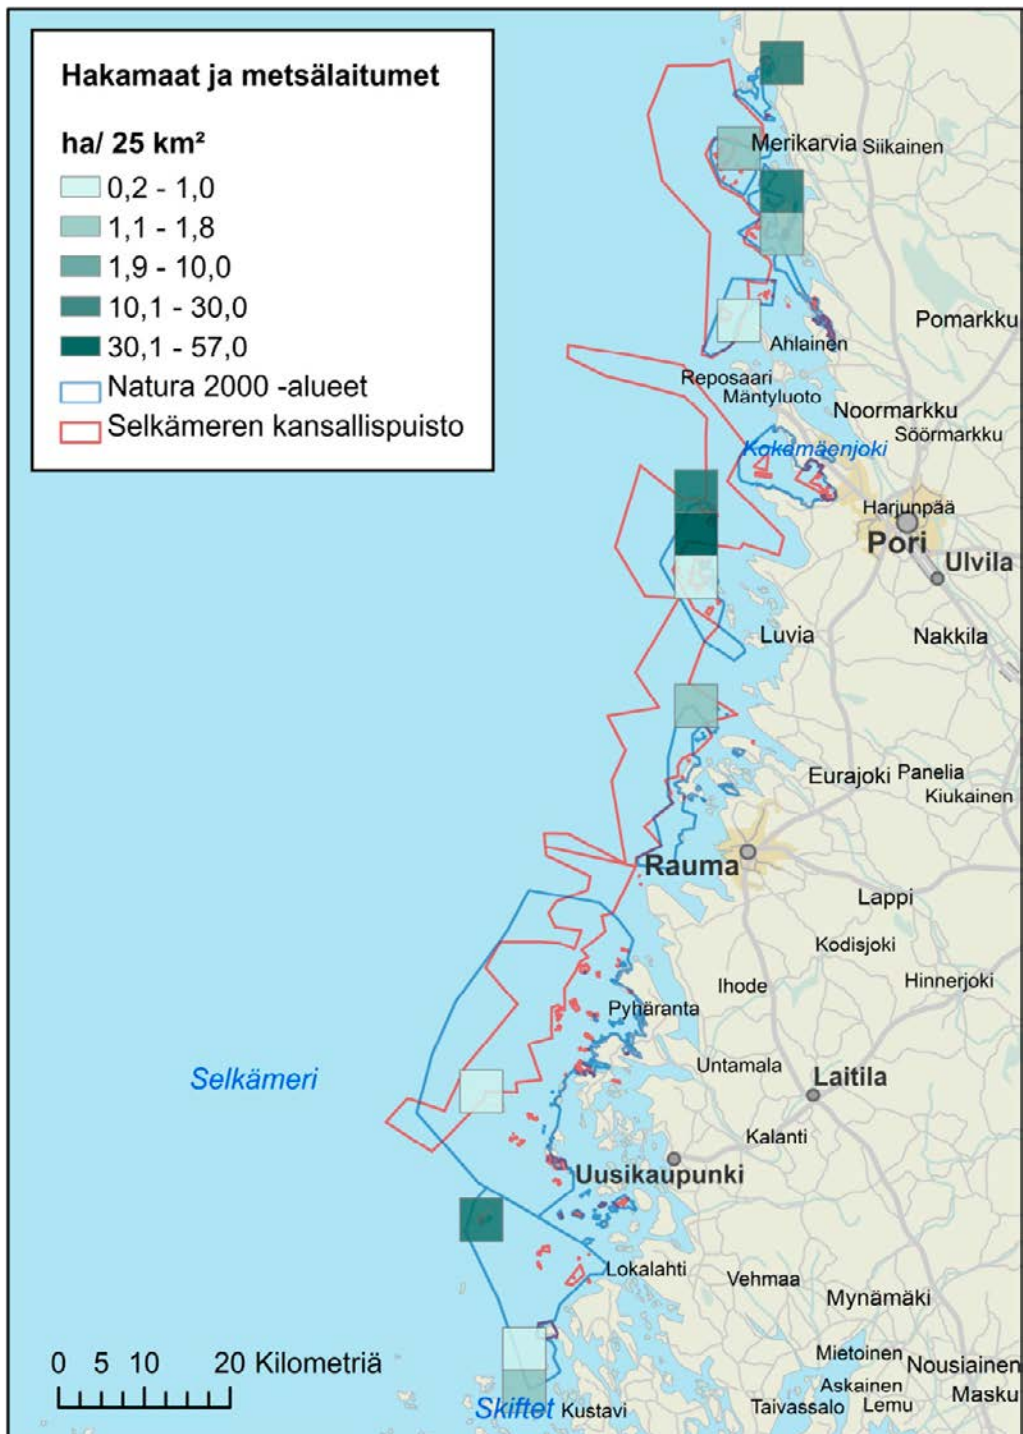 Hakamaat ja metsälaitumet
ha/ 25 km²
0,2 - 1,0
1,1 - 1,8
1,9 - 10,0
10,1 - 30,0
30,1 - 57,0
Natura 2000 -alueet
Selkämeren kansallispuisto
Merikarvia
Siikainen
Pomarkku
Ahlainen
Reposaari
Mäntyluoto
Noormarkku
Söörmarkku
Kokemäenjoki
Harjunpää
Pori
Ulvila
Luvia
Nakkila
Eurajoki
Panelia
Kiukainen
Rauma
Lappi
Kodisjoki
Hinnerjoki
Ihode
Pyhäranta
Untamala
Selkämeri
Laitila
Kalanti
Uusikaupunki
Lokalahti
Vehmaa
Mynämäki
0 5 10 20 Kilometriä
Mietoinen
Nousiainen
Askainen
Masku
Skiftet
Kustavi
Taivassalo
Lemu